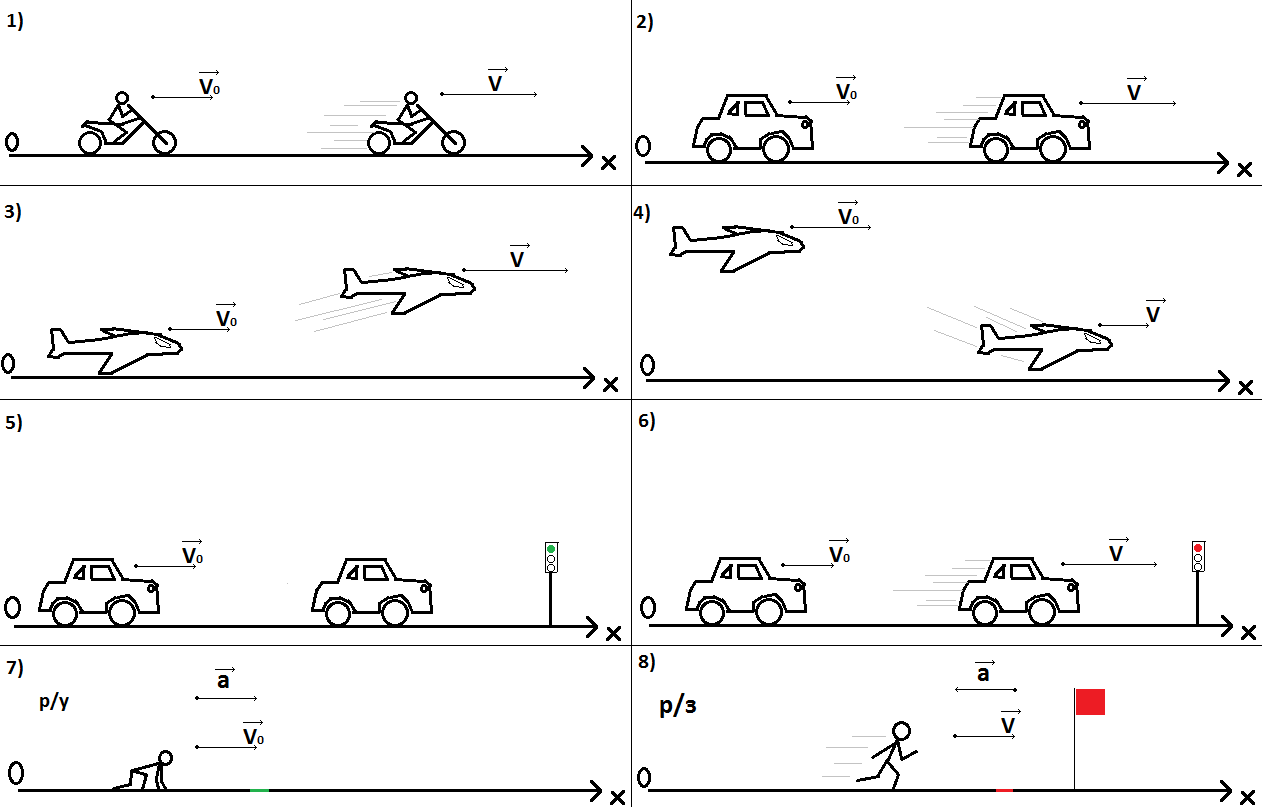 1)
V₀ V
0 x
2)
V₀ V
0 x
3)
V₀ V
0 x
4)
V₀ V
0 x
5)
V₀
0 x
6)
V₀ V
0 x
7)
a
р/у
V₀
0 x
8)
a
р/з
V
0 x